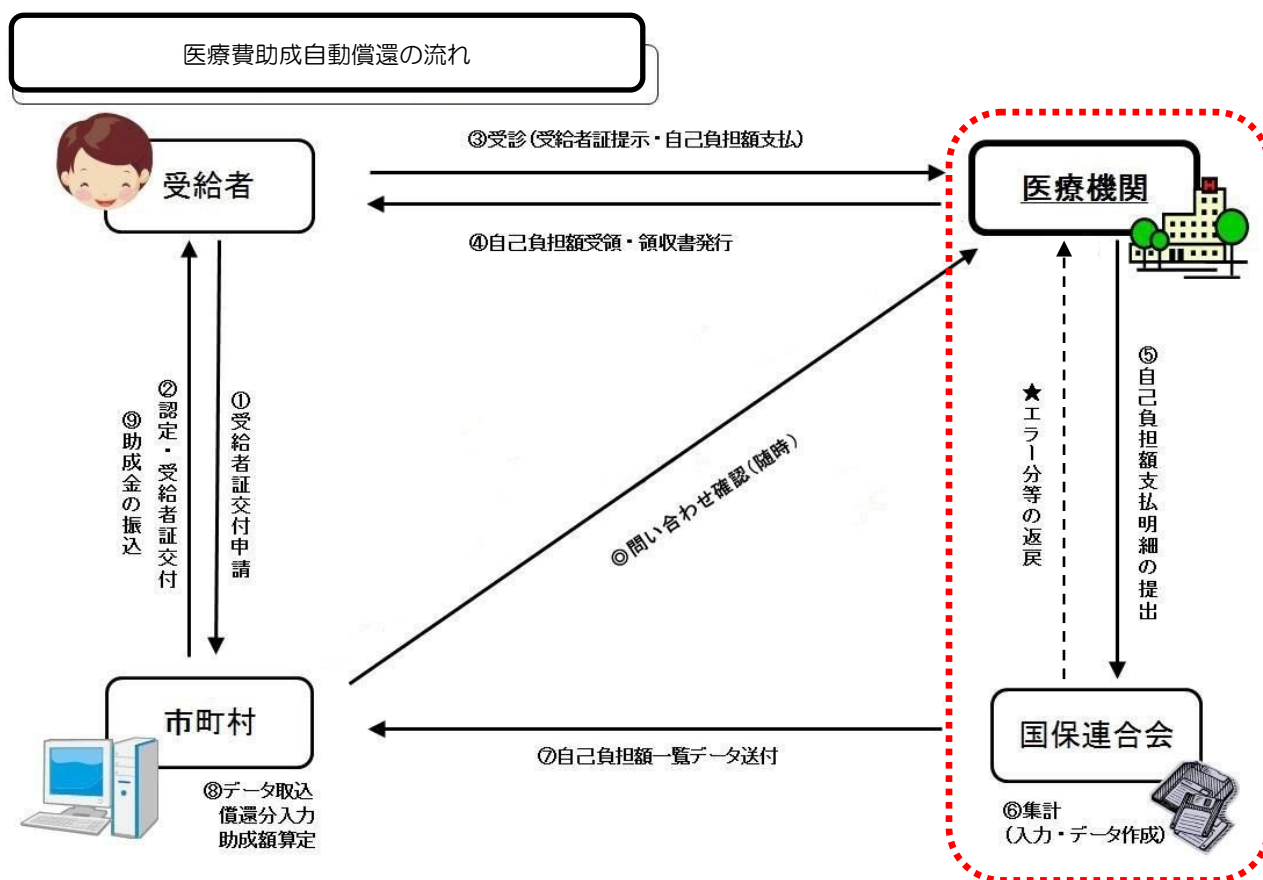 医療費助成自動償還の流れ
③受診(受給者証提示・自己負担額支払)
受給者
医療機関
H
④自己負担額受領・領収書発行
⑨助成金の振込
②認定・受給者証交付
①受給者証交付申請
◎問い合わせ確認(随時)
★エラー分等の返戻
⑤自己負担額支払明細の提出
市町村
国保連合会
⑦自己負担額一覧データ送付
⑧データ取込
償還分入力
助成額算定
⑥集計
(入力・データ作成)